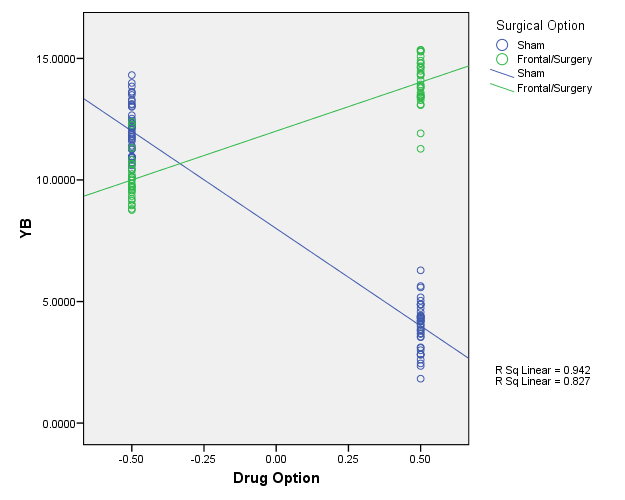 Surgical Option
Sham
Frontal/Surgery
Sham
Frontal/Surgery
15.0000
10.0000
5.0000
0.0000
YB
-0.50
-0.25
0.00
0.25
0.50
Drug Option
R Sq Linear = 0.942
R Sq Linear = 0.827